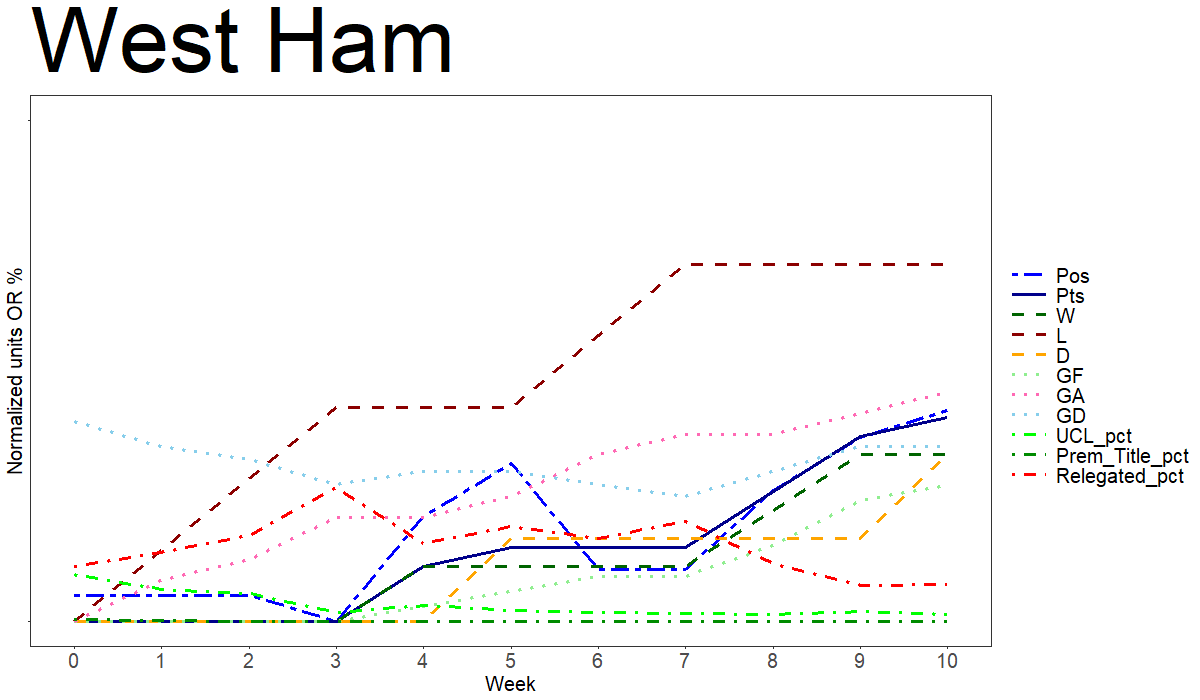 West Ham
Normalized units OR %
0 1 2 3 4 5 6 7 8 9 10
Week
Pos
Pts
W
L
D
GF
GA
GD
UCL_pct
Prem_Title_pct
Relegated_pct